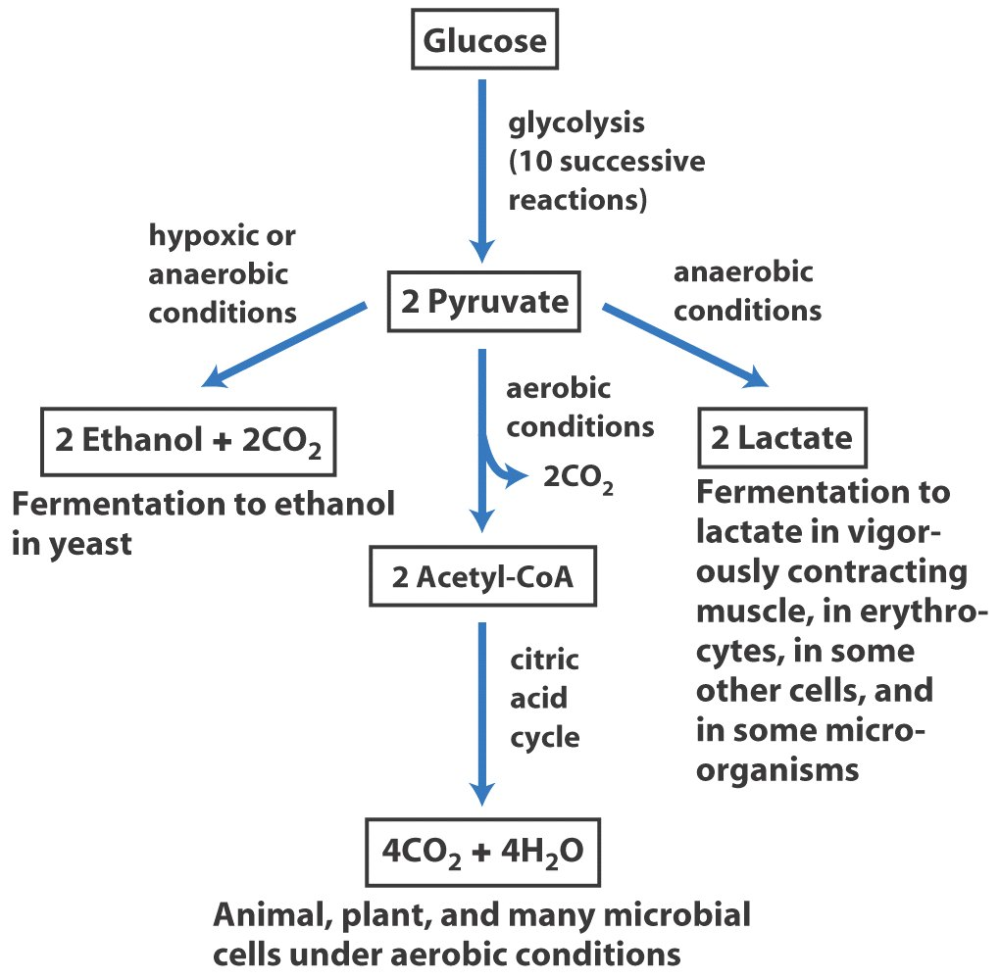 Glucose
glycolysis
(10 successive
reactions)
hypoxic or
anaerobic
conditions
2 Pyruvate
anaerobic
conditions
2 Ethanol + 2CO₂
Fermentation to ethanol
in yeast
aerobic
conditions
2CO₂
2 Lactate
Fermentation to
lactate in vigor-
ously contracting
muscle, in erythro-
cytes, in some
other cells, and
in some micro-
organisms
2 Acetyl-CoA
citric
acid
cycle
4CO₂ + 4H₂O
Animal, plant, and many microbial
cells under aerobic conditions